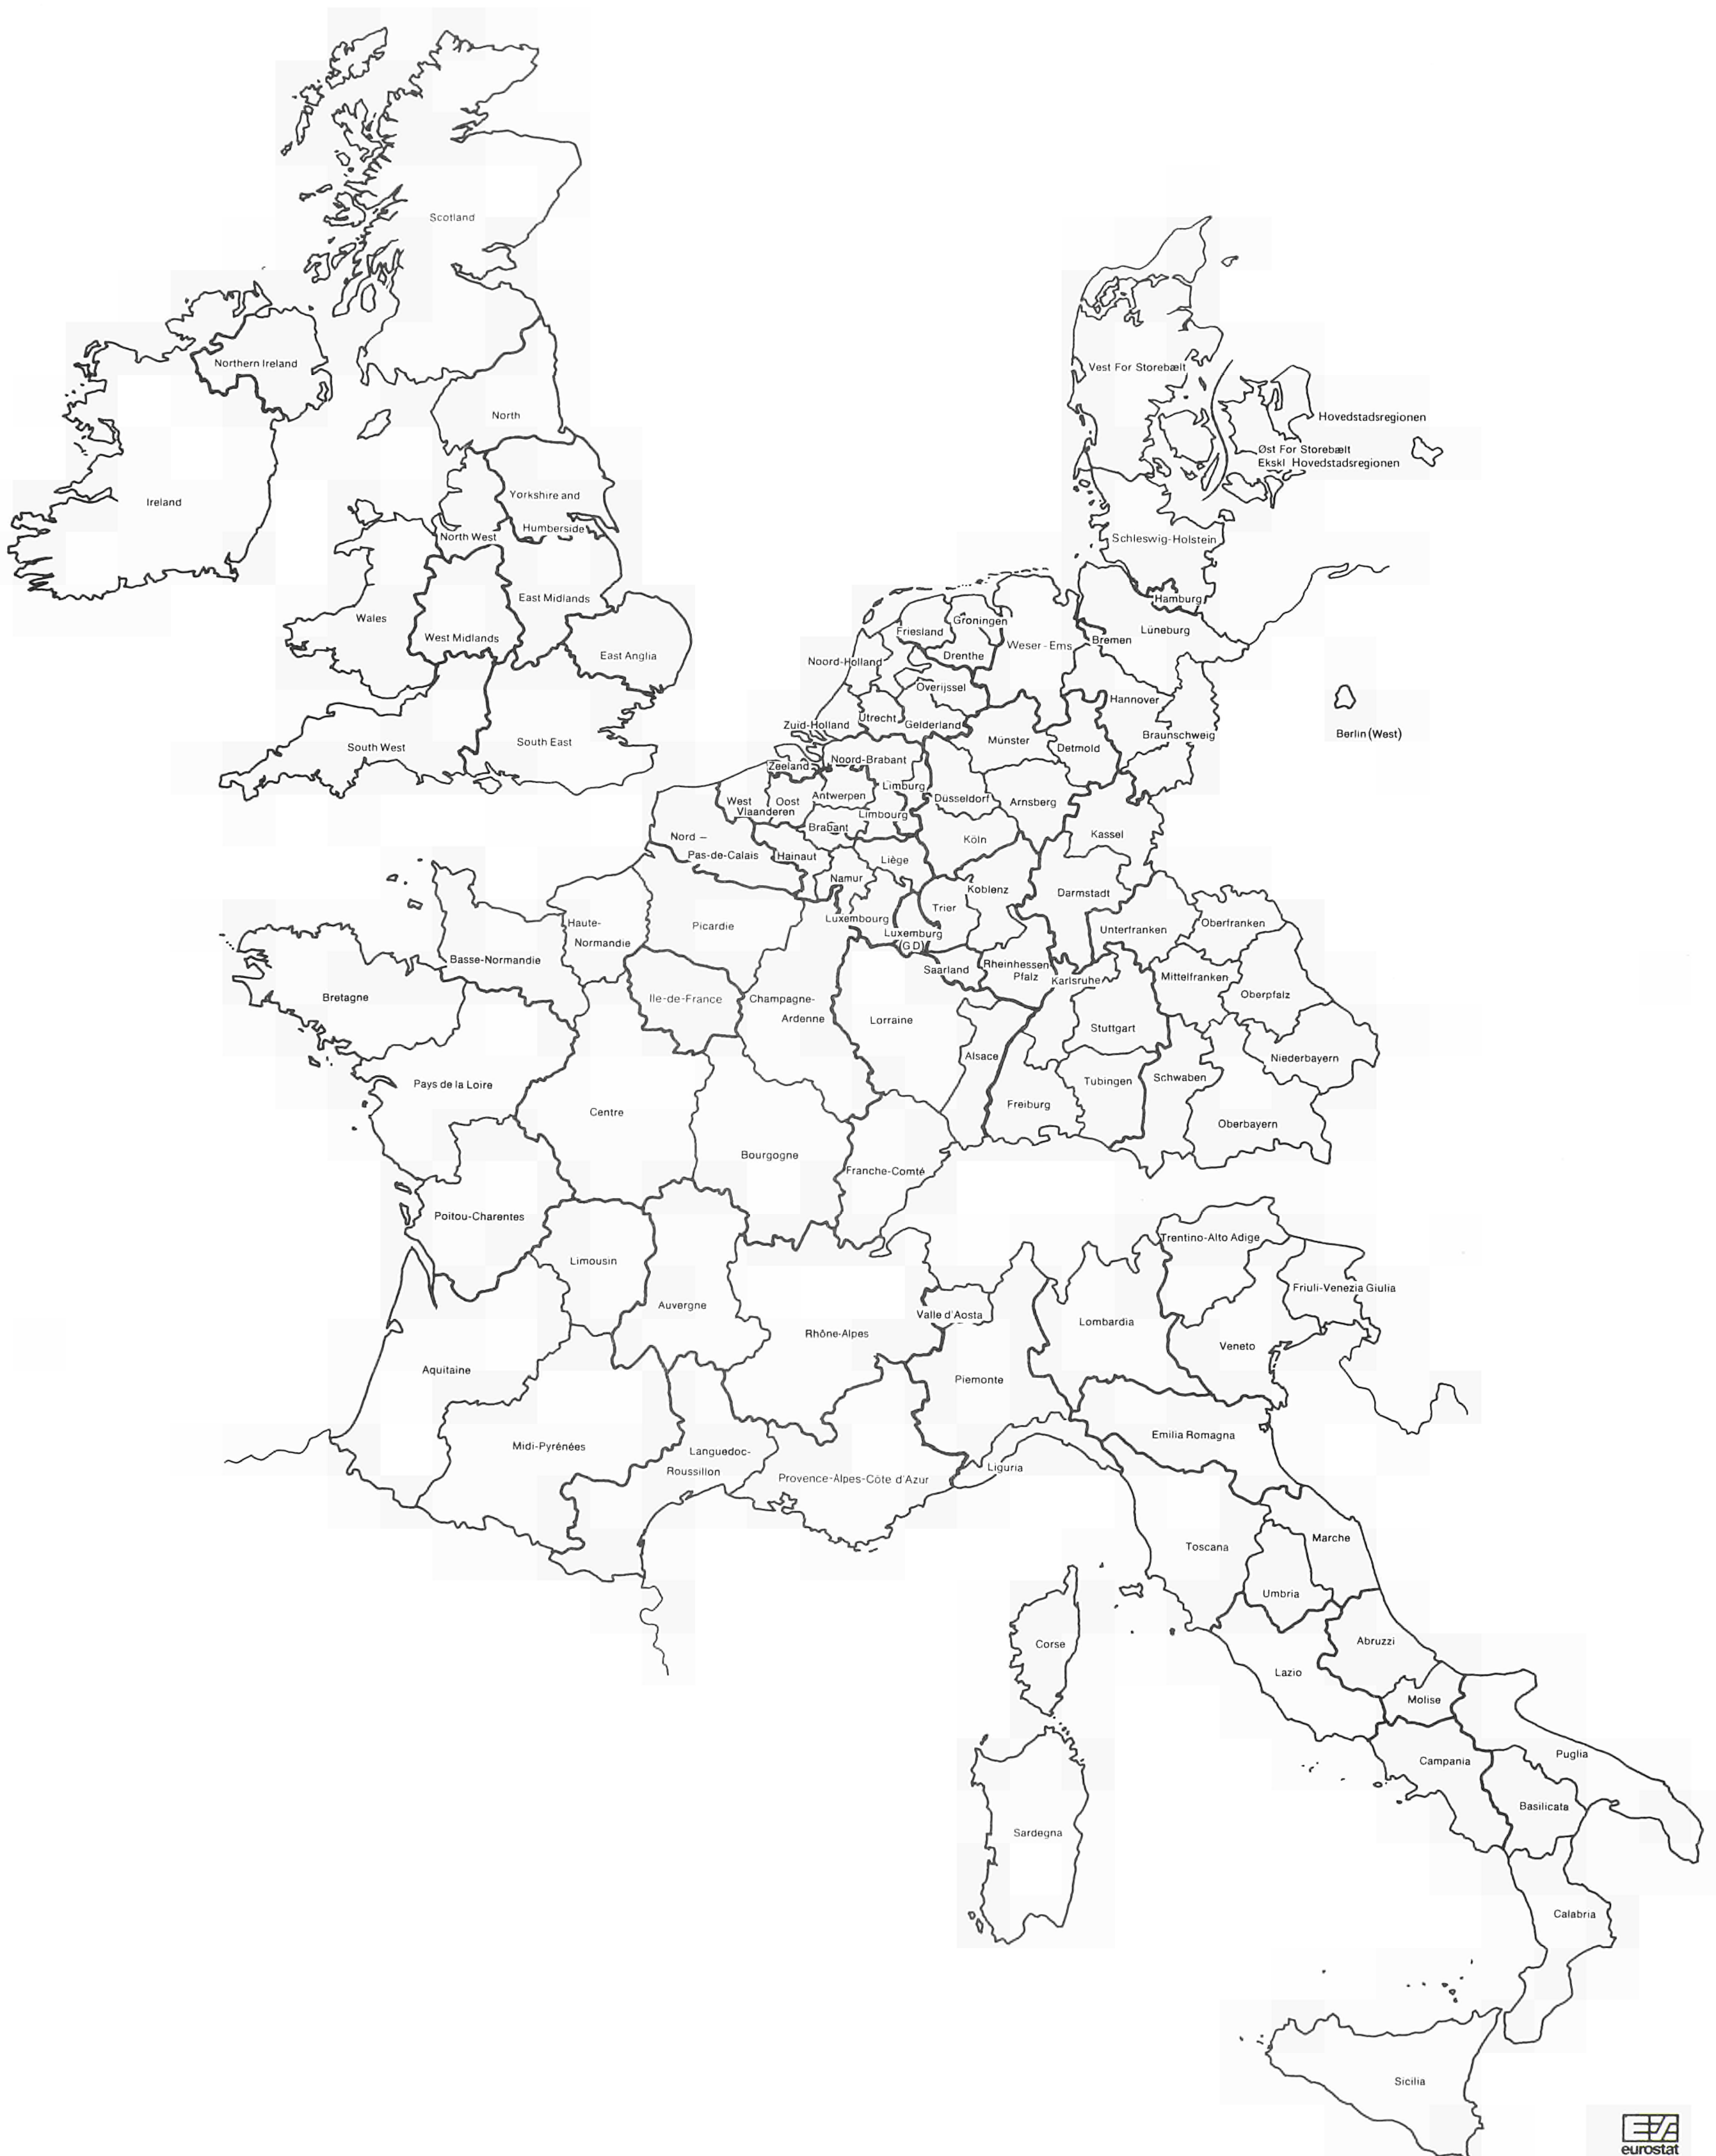 Scotland
Northern Ireland
Vest For Storebælt
North
Hovedstadsregionen
Øst For Storebælt
Ekskl Hovedstadsregionen
Yorkshire and
Humberside
Ireland
North West
Schleswig-Holstein
East Midlands
Hamburg
Wales
West Midlands
East Anglia
Groningen
Friesland
Lüneburg
Bremen
Weser-Ems
Drenthe
Noord-Holland
Overijssel
Hannover
Utrecht
Zuid-Holland
Gelderland
Berlin (West)
Braunschweig
South West
South East
Münster
Detmold
Noord-Brabant
Zeeland
Limburg
Antwerpen
Düsseldorf
Arnsberg
West
Oost
Vlaanderen
Limbourg
Brabant
Kassel
Nord –
Pas-de-Calais
Köln
Hainaut
Liège
Namur
Koblenz
Darmstadt
Trier
Luxembourg
Haute-
Normandie
Picardie
Luxemburg
(G D)
Unterfranken
Oberfranken
Basse-Normandie
Saarland
Rheinhessen
Pfalz
Karlsruhe
Mittelfranken
Oberpfalz
Bretagne
Ile-de-France
Champagne-
Ardenne
Lorraine
Stuttgart
Alsace
Niederbayern
Pays de la Loire
Tubingen
Schwaben
Centre
Freiburg
Oberbayern
Bourgogne
Franche-Comté
Poitou-Charentes
Trentino-Alto Adige
Limousin
Friuli-Venezia Giulia
Auvergne
Valle d'Aosta
Rhône-Alpes
Lombardia
Veneto
Aquitaine
Piemonte
Emilia Romagna
Midi-Pyrénées
Languedoc-
Roussillon
Provence-Alpes-Côte d'Azur
Liguria
Toscana
Marche
Umbria
Corse
Abruzzi
Lazio
Molise
Campania
Puglia
Basilicata
Sardegna
Calabria
Sicilia
eurostat